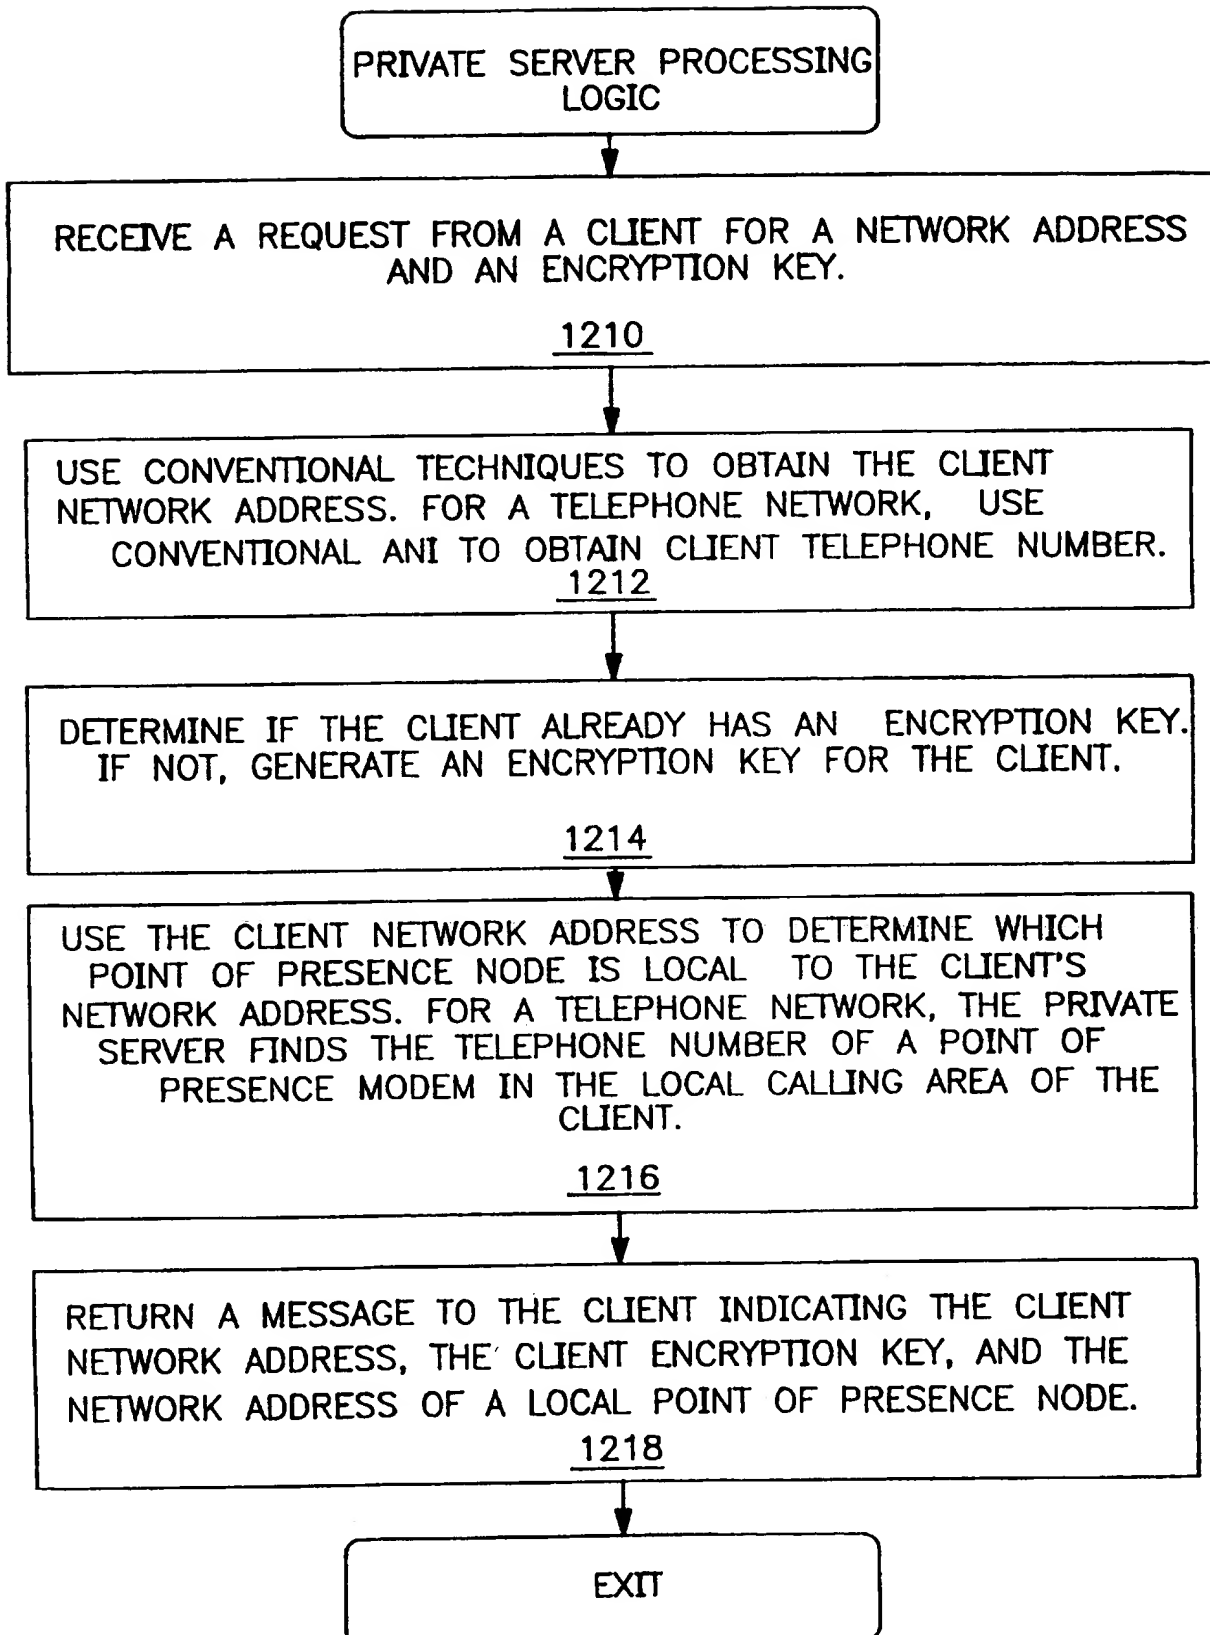 PRIVATE SERVER PROCESSING
LOGIC
RECEIVE A REQUEST FROM A CLIENT FOR A NETWORK ADDRESS
AND AN ENCRYPTION KEY.
1210
USE CONVENTIONAL TECHNIQUES TO OBTAIN THE CLIENT
NETWORK ADDRESS. FOR A TELEPHONE NETWORK, USE
CONVENTIONAL ANI TO OBTAIN CLIENT TELEPHONE NUMBER.
1212
DETERMINE IF THE CLIENT ALREADY HAS AN ENCRYPTION KEY.
IF NOT, GENERATE AN ENCRYPTION KEY FOR THE CLIENT.
1214
USE THE CLIENT NETWORK ADDRESS TO DETERMINE WHICH
POINT OF PRESENCE NODE IS LOCAL TO THE CLIENT'S
NETWORK ADDRESS. FOR A TELEPHONE NETWORK, THE PRIVATE
SERVER FINDS THE TELEPHONE NUMBER OF A POINT OF
PRESENCE MODEM IN THE LOCAL CALLING AREA OF THE
CLIENT.
1216
RETURN A MESSAGE TO THE CLIENT INDICATING THE CLIENT
NETWORK ADDRESS, THE CLIENT ENCRYPTION KEY, AND THE
NETWORK ADDRESS OF A LOCAL POINT OF PRESENCE NODE.
1218
EXIT